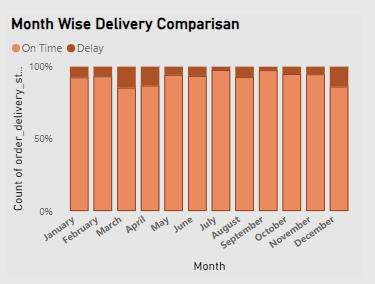 Month Wise Delivery Comparisan
On Time Delay
Count of order_delivery_st...
100%
50%
0%
January
February
March
April
May
June
July
August
September
October
November
December
Month